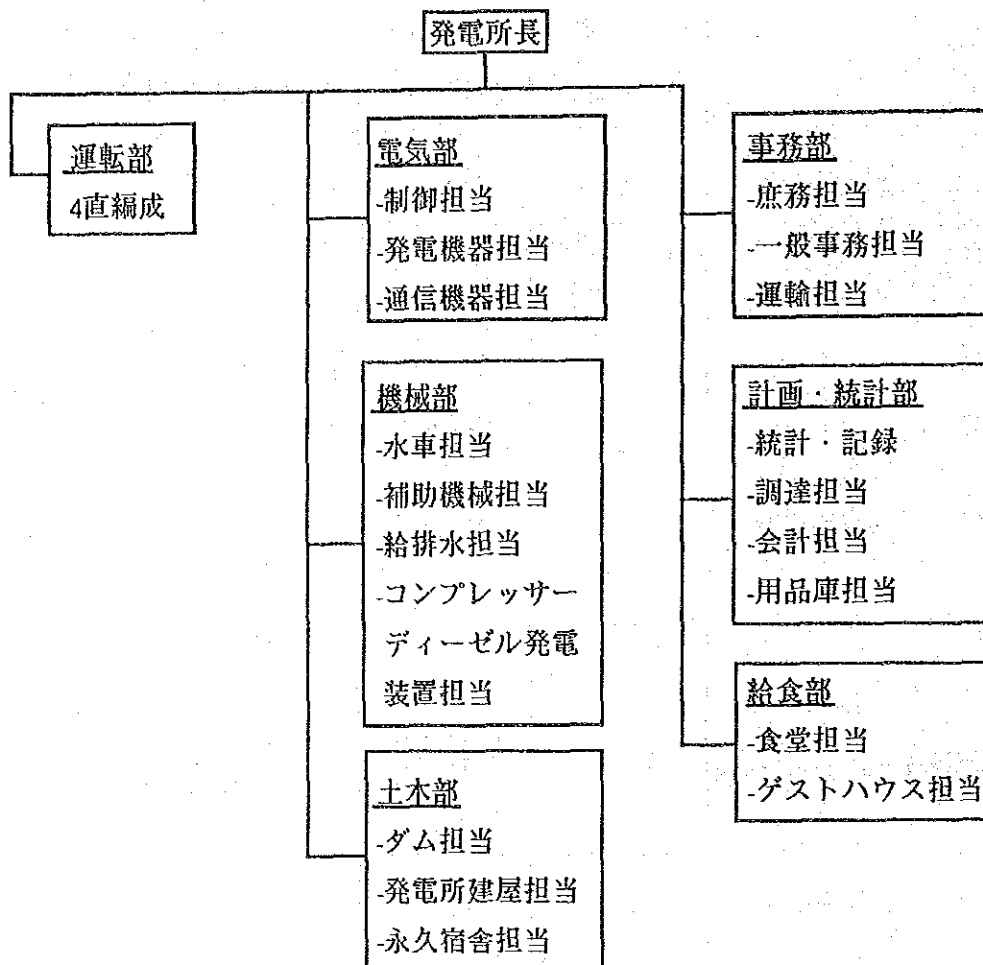 発電所長
運転部
4直編成
電気部
-制御担当
-発電機器担当
-通信機器担当
機械部
-水車担当
-補助機械担当
-給排水担当
-コンプレッサー
ディーゼル発電
装置担当
土木部
-ダム担当
-発電所建屋担当
-永久宿舎担当
事務部
-庶務担当
-一般事務担当
-運輸担当
計画・統計部
-統計・記録
-調達担当
-会計担当
-用品庫担当
給食部
-食堂担当
-ゲストハウス担当